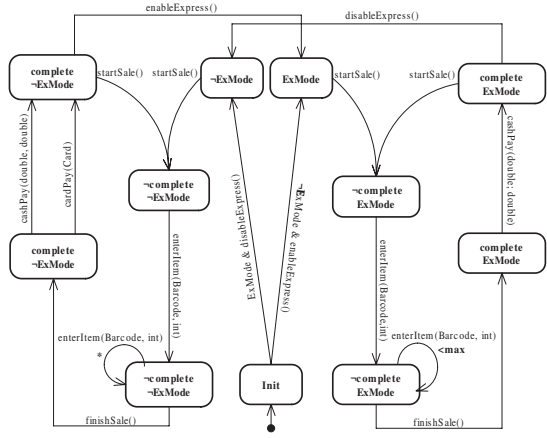 enableExpress()
disableExpress()
complete
¬ExMode
startSale()
startSale()
¬ExMode
ExMode
startSale()
startSale()
complete
ExMode
cashPay(double, double)
cardPay(Card)
¬complete
¬ExMode
ExMode & disableExpress()
¬ExMode & enableExpress()
¬complete
ExMode
cashPay(double; double)
complete
¬ExMode
enterItem(Barcode, int)
enterItem(Barcode,int)
complete
ExMode
enterItem(Barcode, int)
*
¬complete
¬ExMode
Init
¬complete
ExMode
enterItem(Barcode, int)
<max
finishSale()
finishSale()